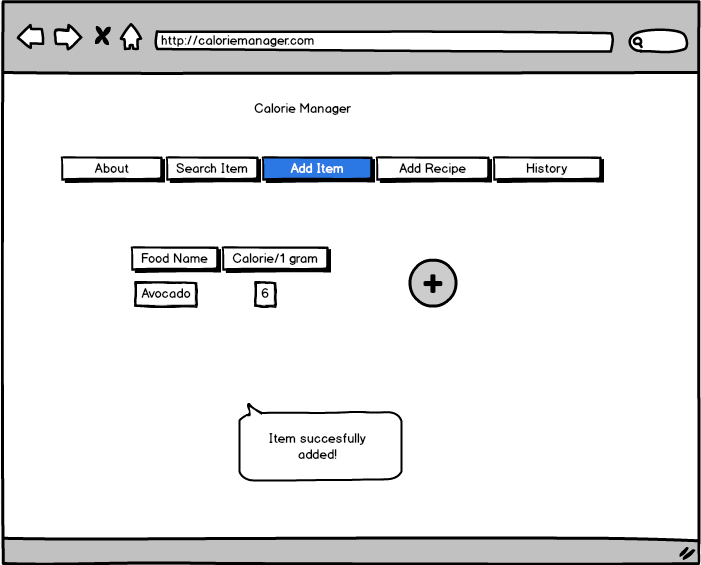 http://caloriemanager.com
Calorie Manager
About Search Item Add Item Add Recipe History
Food Name Calorie/1 gram
Avocado 6
Item succesfully
added!